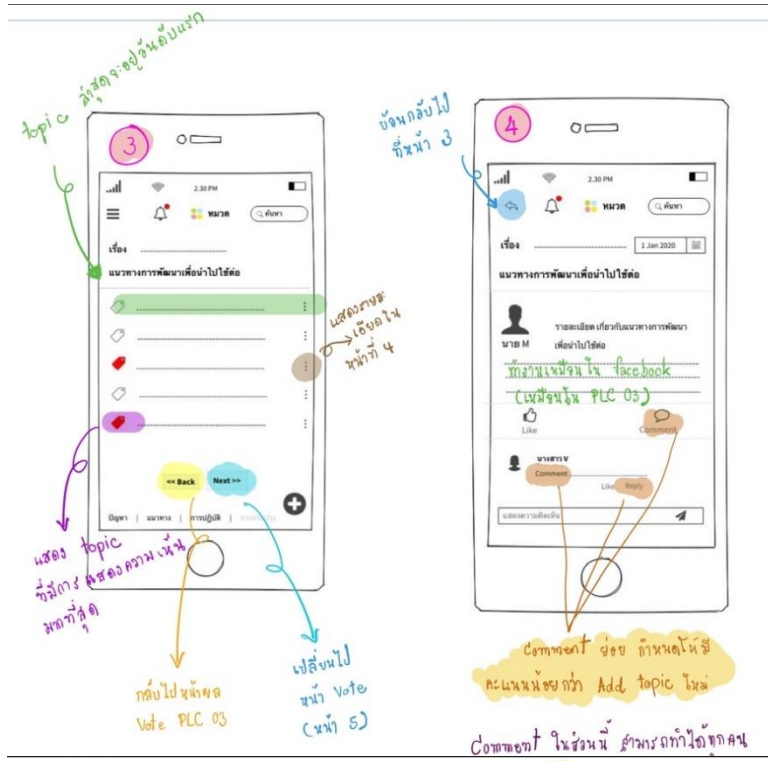 topic ล่าสุดจะอยู่อันดับแรก
3
2.30 PM
หมวด
ค้นหา
เรื่อง ..........................
แนวทางการพัฒนาเพื่อนำไปใช้ต่อ
แสดงรายละ
เอียดใน
หน้าที่ 4
<< Back
Next >>
ปัญหา | แนวทาง | การปฏิบัติ |
แสดง topic
ที่มีการแสดงความเห็น
มากที่สุด
กลับไปหน้าผล
Vote PLC 03
เปลี่ยนไป
หน้า Vote
(หน้า 5)
ย้อนกลับไป
ที่หน้า 3
4
2.30 PM
หมวด
ค้นหา
เรื่อง ..........................
1 Jan 2020
แนวทางการพัฒนาเพื่อนำไปใช้ต่อ
นาย M
รายละเอียด เกี่ยวกับแนวทางการพัฒนา
เพื่อนำไปใช้ต่อ
ทำงานเหมือนใน facebook
(เหมือนใน PLC 03)
Like
Comment
นางสาว V
Comment
Like
Reply
แสดงความคิดเห็น
Comment ย่อย กำหนดให้มี
คะแนนน้อยกว่า Add topic ใหม่
Comment ในส่วนนี้ สามารถทำได้ทุกคน